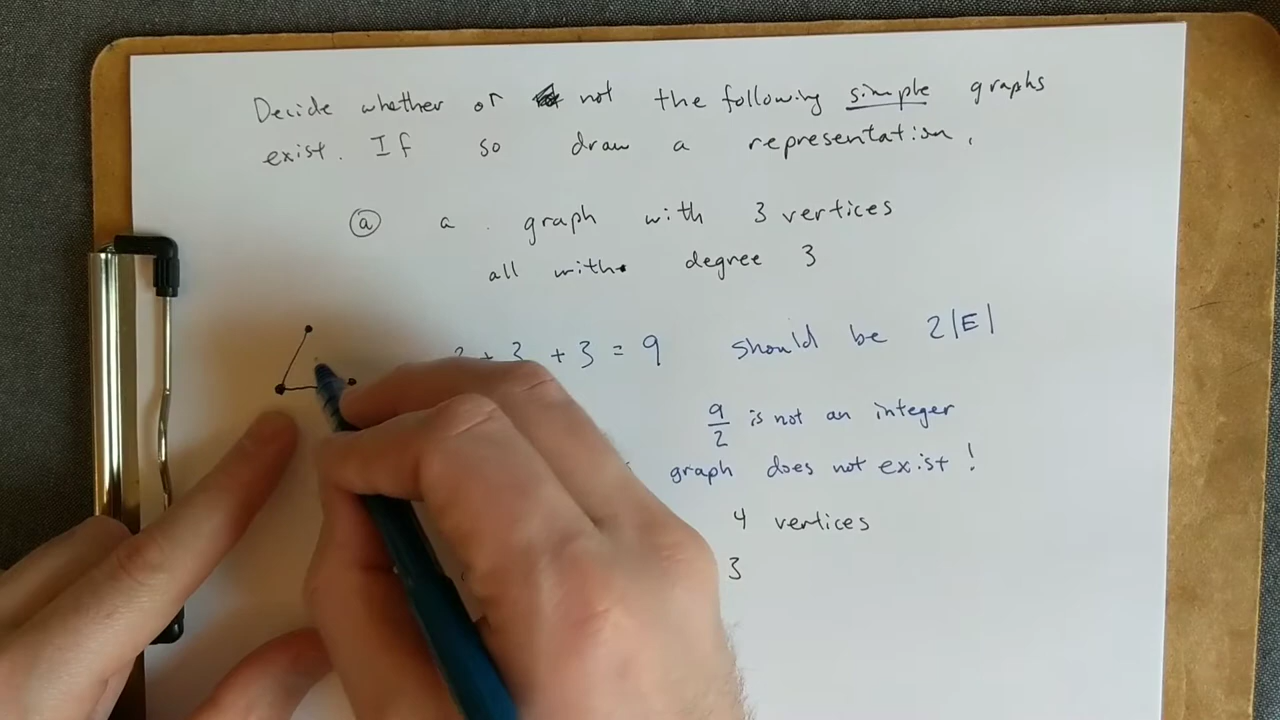 Decide whether or not the following simple graphs
exist. If so draw a representation.
ⓐ a graph with 3 vertices
all with degree 3
+ 3 + 3 = 9 should be 2|E|
9/2 is not an integer
graph does not exist!
4 vertices
3